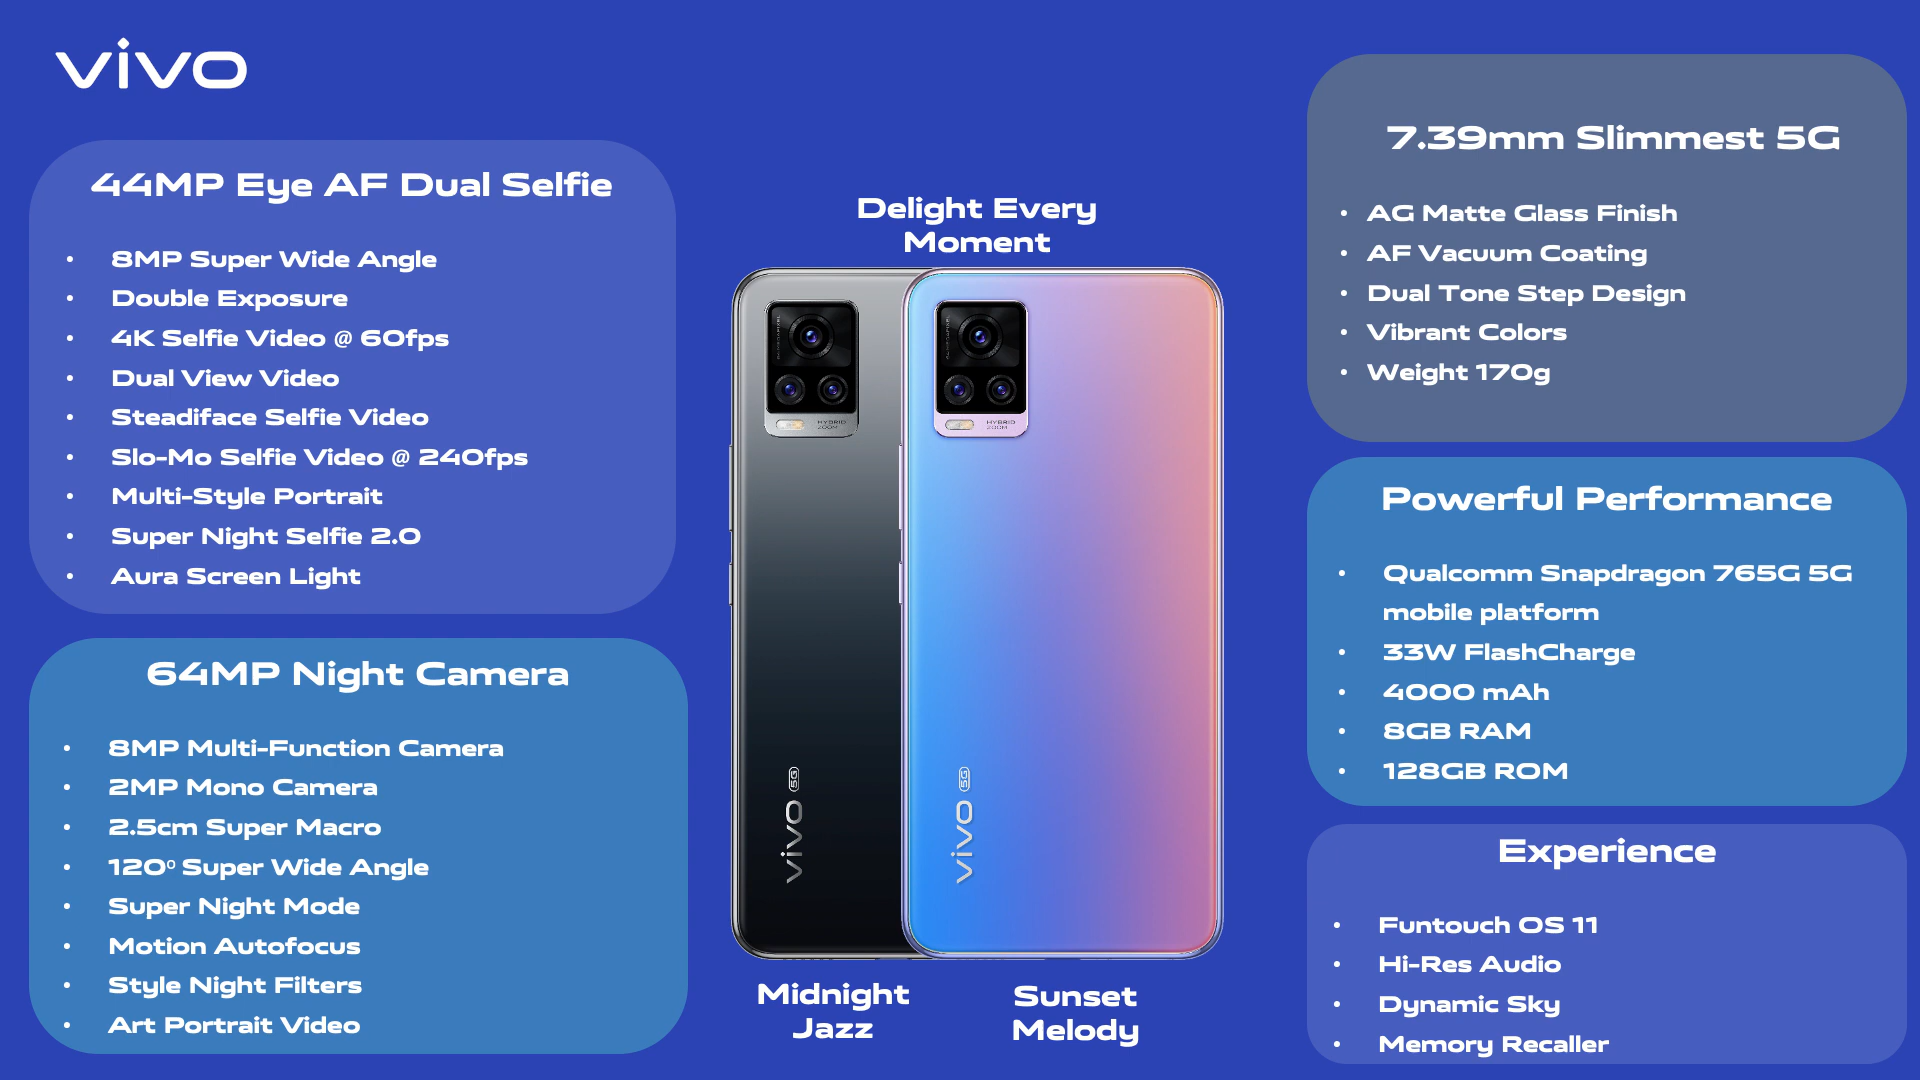 vivo
44MP Eye AF Dual Selfie
• 8MP Super Wide Angle
• Double Exposure
• 4K Selfie Video @ 60fps
• Dual View Video
• Steadiface Selfie Video
• Slo-Mo Selfie Video @ 240fps
• Multi-Style Portrait
• Super Night Selfie 2.0
• Aura Screen Light
64MP Night Camera
• 8MP Multi-Function Camera
• 2MP Mono Camera
• 2.5cm Super Macro
• 120º Super Wide Angle
• Super Night Mode
• Motion Autofocus
• Style Night Filters
• Art Portrait Video
Delight Every
Moment
HYBRID
ZOOM
vivo 5G
HYBRID
ZOOM
vivo 5G
Midnight
Jazz
Sunset
Melody
7.39mm Slimmest 5G
• AG Matte Glass Finish
• AF Vacuum Coating
• Dual Tone Step Design
• Vibrant Colors
• Weight 170g
Powerful Performance
• Qualcomm Snapdragon 765G 5G
mobile platform
• 33W FlashCharge
• 4000 mAh
• 8GB RAM
• 128GB ROM
Experience
• Funtouch OS 11
• Hi-Res Audio
• Dynamic Sky
• Memory Recaller